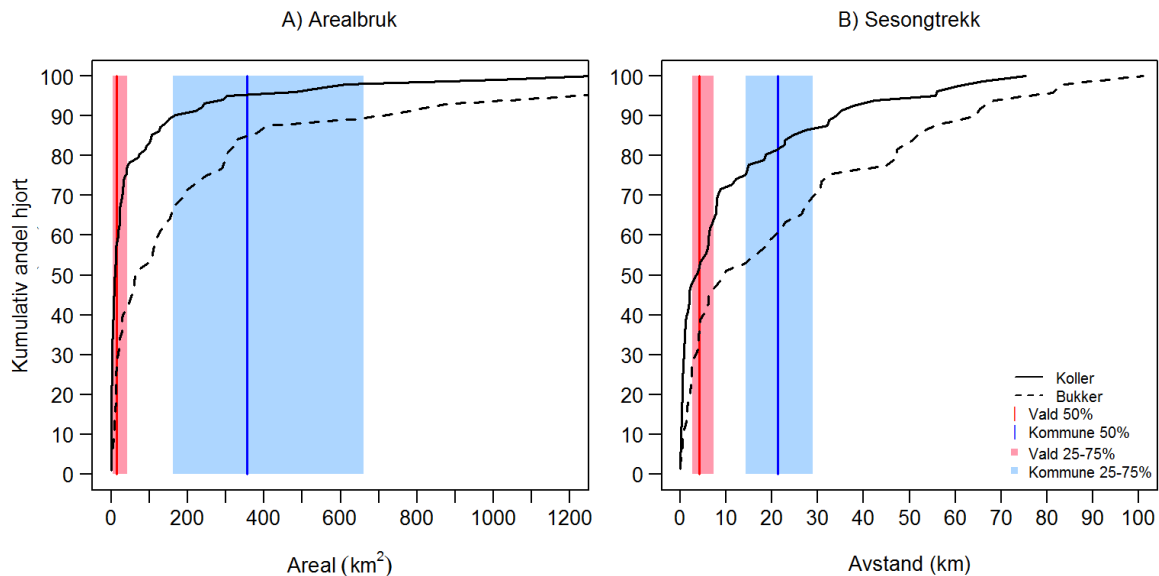 A) Arealbruk
B) Sesongtrekk
Kumulativ andel hjort
100
90
80
70
60
50
40
30
20
10
0
0 200 400 600 800 1000 1200
Areal (km²)
100
90
80
70
60
50
40
30
20
10
0
0 10 20 30 40 50 60 70 80 90 100
Avstand (km)
Koller
Bukker
Vald 50%
Kommune 50%
Vald 25-75%
Kommune 25-75%